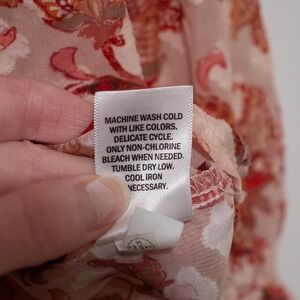 MACHINE WASH COLD
WITH LIKE COLORS.
DELICATE CYCLE.
ONLY NON-CHLORINE
BLEACH WHEN NEEDED.
TUMBLE DRY LOW.
COOL IRON
NECESSARY.